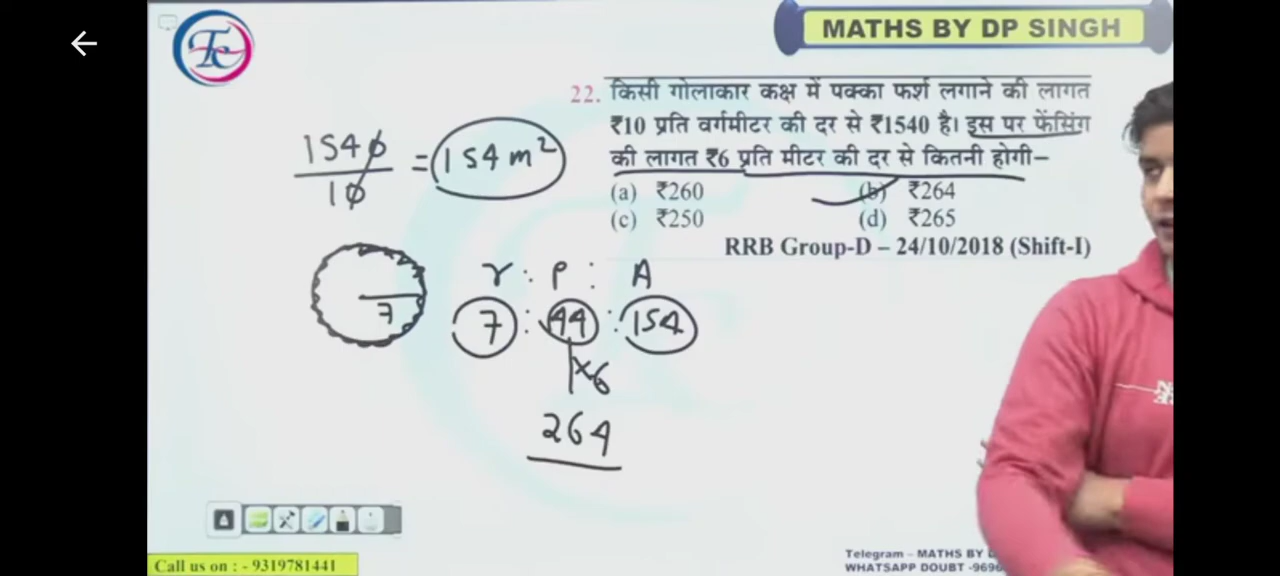 Te
MATHS BY DP SINGH
22. किसी गोलाकार कक्ष में पक्का फर्श लगाने की लागत
₹10 प्रति वर्गमीटर की दर से ₹1540 है। इस पर फेंसिंग
की लागत ₹6 प्रति मीटर की दर से कितनी होगी–
(a) ₹260 (b) ₹264
(c) ₹250 (d) ₹265
RRB Group-D – 24/10/2018 (Shift-I)
1540
10
= 154 m²
7
r : P : A
7 : 44 : 154
×6
264
Call us on : - 9319781441
Telegram – MATHS BY
WHATSAPP DOUBT -9696